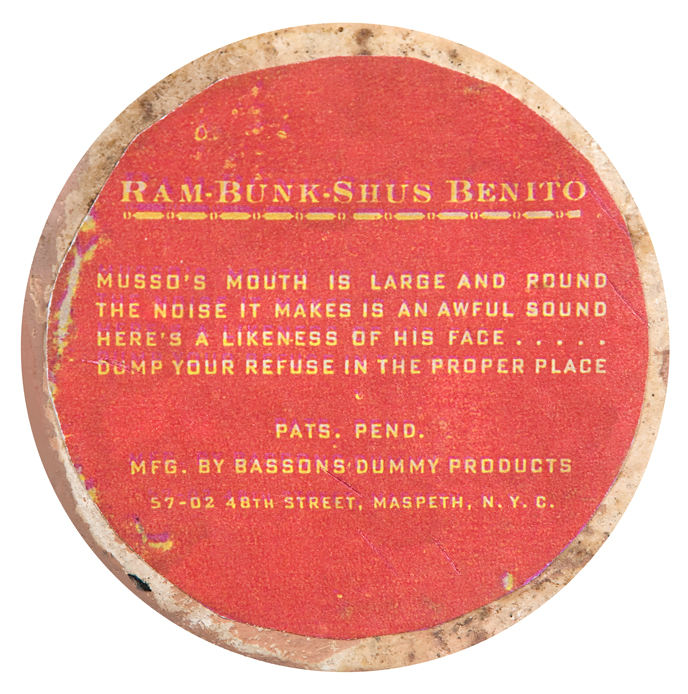 RAM-BUNK-SHUS BENITO
MUSSO'S MOUTH IS LARGE AND ROUND
THE NOISE IT MAKES IS AN AWFUL SOUND
HERE'S A LIKENESS OF HIS FACE . . . . .
DUMP YOUR REFUSE IN THE PROPER PLACE
PATS. PEND.
MFG. BY BASSONS DUMMY PRODUCTS
57-02 48TH STREET, MASPETH, N. Y. C.